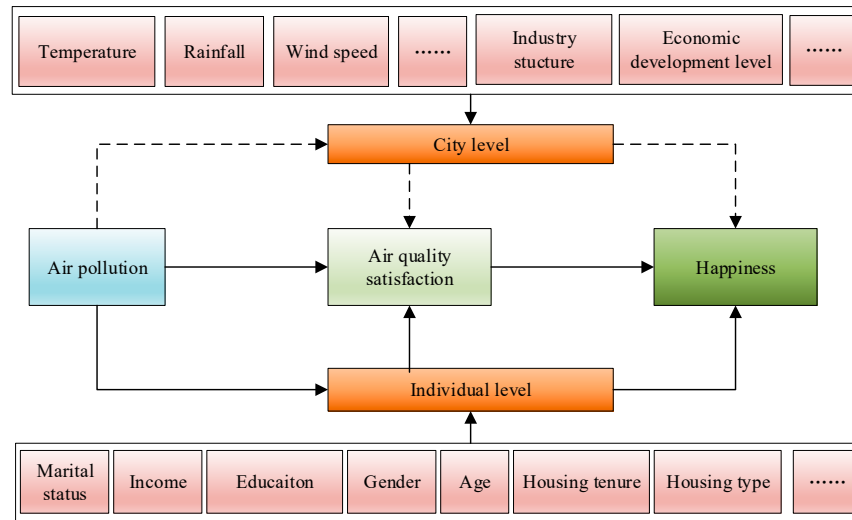 Temperature
Rainfall
Wind speed
……
Industry
stucture
Economic
development level
……
City level
Air pollution
Air quality
satisfaction
Happiness
Individual level
Marital
status
Income
Educaiton
Gender
Age
Housing tenure
Housing type
……